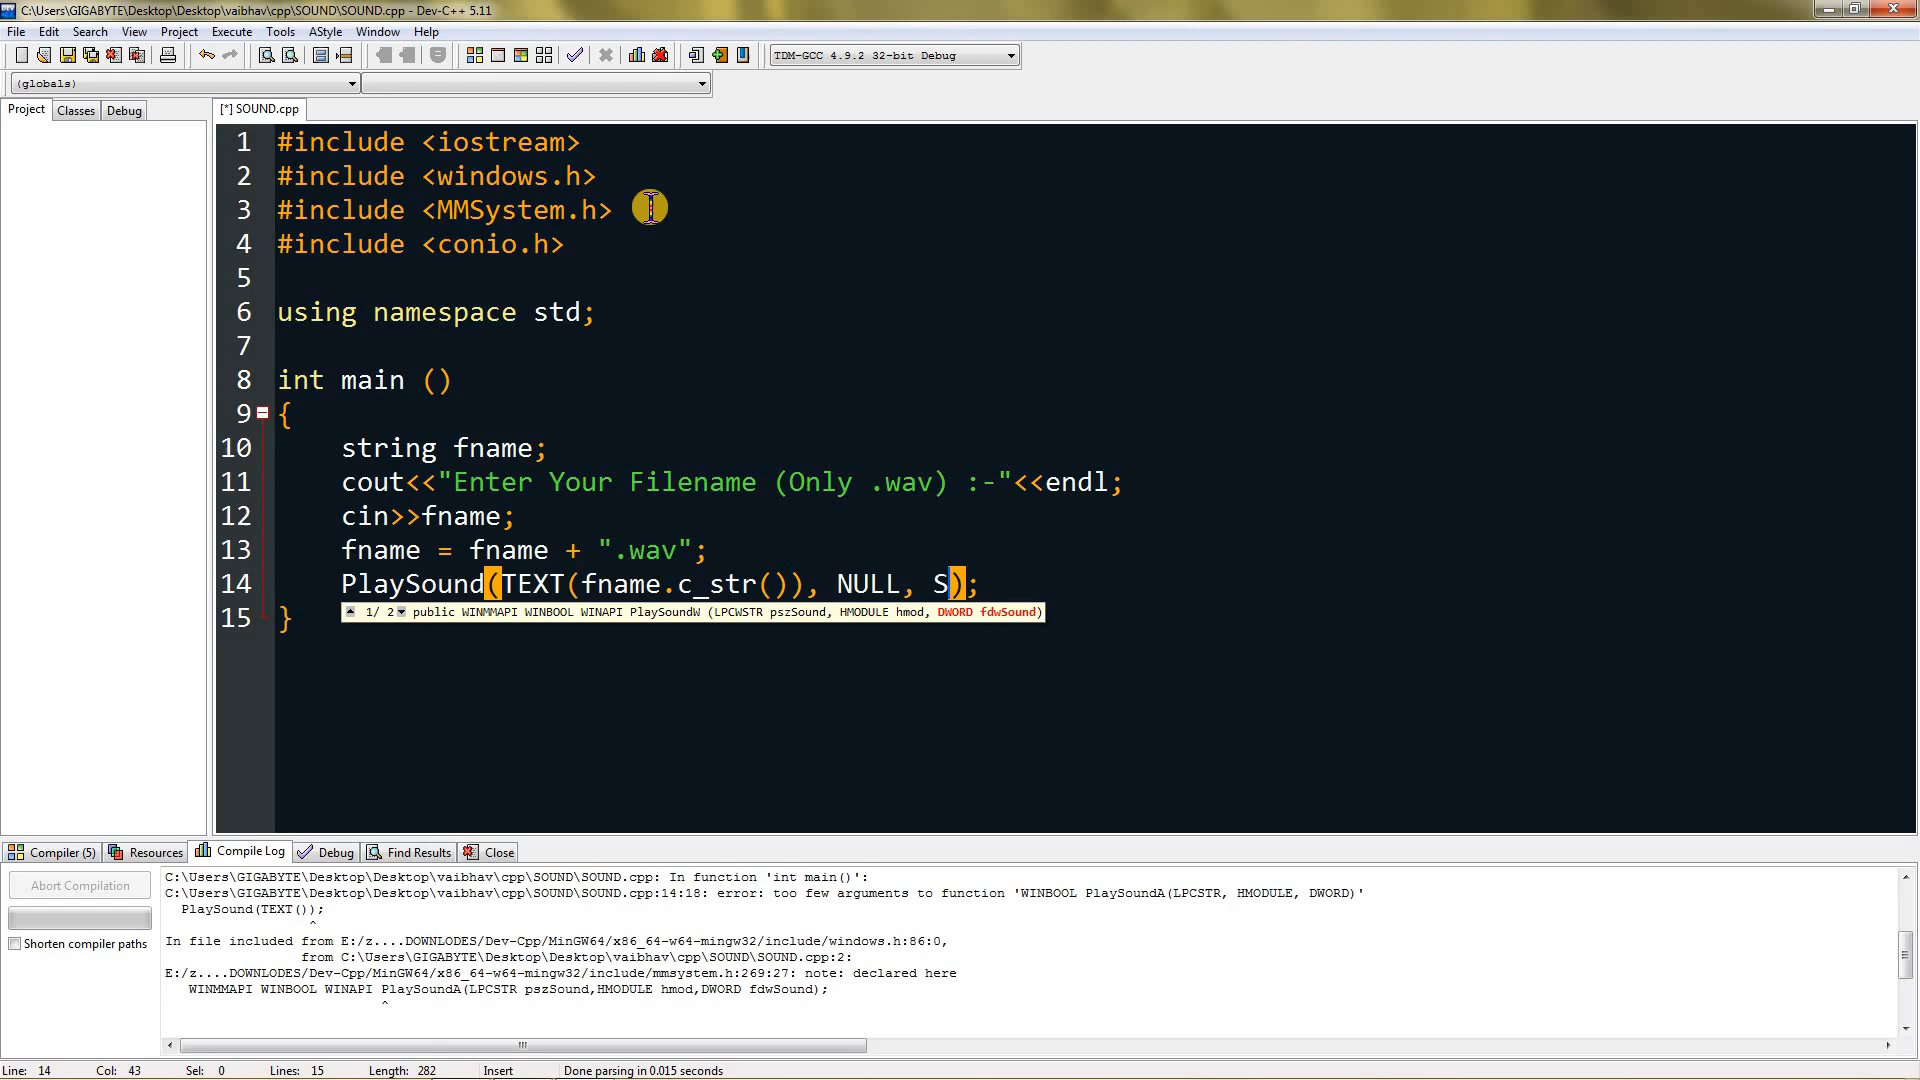 C:\Users\GIGABYTE\Desktop\Desktop\vaibhav\cpp\SOUND\SOUND.cpp - Dev-C++ 5.11
File Edit Search View Project Execute Tools AStyle Window Help
TDM-GCC 4.9.2 32-bit Debug
(globals)
Project Classes Debug
[*] SOUND.cpp
1 #include <iostream>
2 #include <windows.h>
3 #include <MMSystem.h>
4 #include <conio.h>
5
6 using namespace std;
7
8 int main ()
9 {
10 string fname;
11 cout<<"Enter Your Filename (Only .wav) :-"<<endl;
12 cin>>fname;
13 fname = fname + ".wav";
14 PlaySound(TEXT(fname.c_str()), NULL, S);
1/ 2 public WINMMAPI WINBOOL WINAPI PlaySoundW (LPCWSTR pszSound, HMODULE hmod, DWORD fdwSound)
15 }
Compiler (5) Resources Compile Log Debug Find Results Close
Abort Compilation
Shorten compiler paths
C:\Users\GIGABYTE\Desktop\Desktop\vaibhav\cpp\SOUND\SOUND.cpp: In function 'int main()':
C:\Users\GIGABYTE\Desktop\Desktop\vaibhav\cpp\SOUND\SOUND.cpp:14:18: error: too few arguments to function 'WINBOOL PlaySoundA(LPCSTR, HMODULE, DWORD)'
PlaySound(TEXT());
^
In file included from E:/z....DOWNLODES/Dev-Cpp/MinGW64/x86_64-w64-mingw32/include/windows.h:86:0,
from C:\Users\GIGABYTE\Desktop\Desktop\vaibhav\cpp\SOUND\SOUND.cpp:2:
E:/z....DOWNLODES/Dev-Cpp/MinGW64/x86_64-w64-mingw32/include/mmsystem.h:269:27: note: declared here
WINMMAPI WINBOOL WINAPI PlaySoundA(LPCSTR pszSound,HMODULE hmod,DWORD fdwSound);
^
Line: 14 Col: 43 Sel: 0 Lines: 15 Length: 282 Insert Done parsing in 0.015 seconds